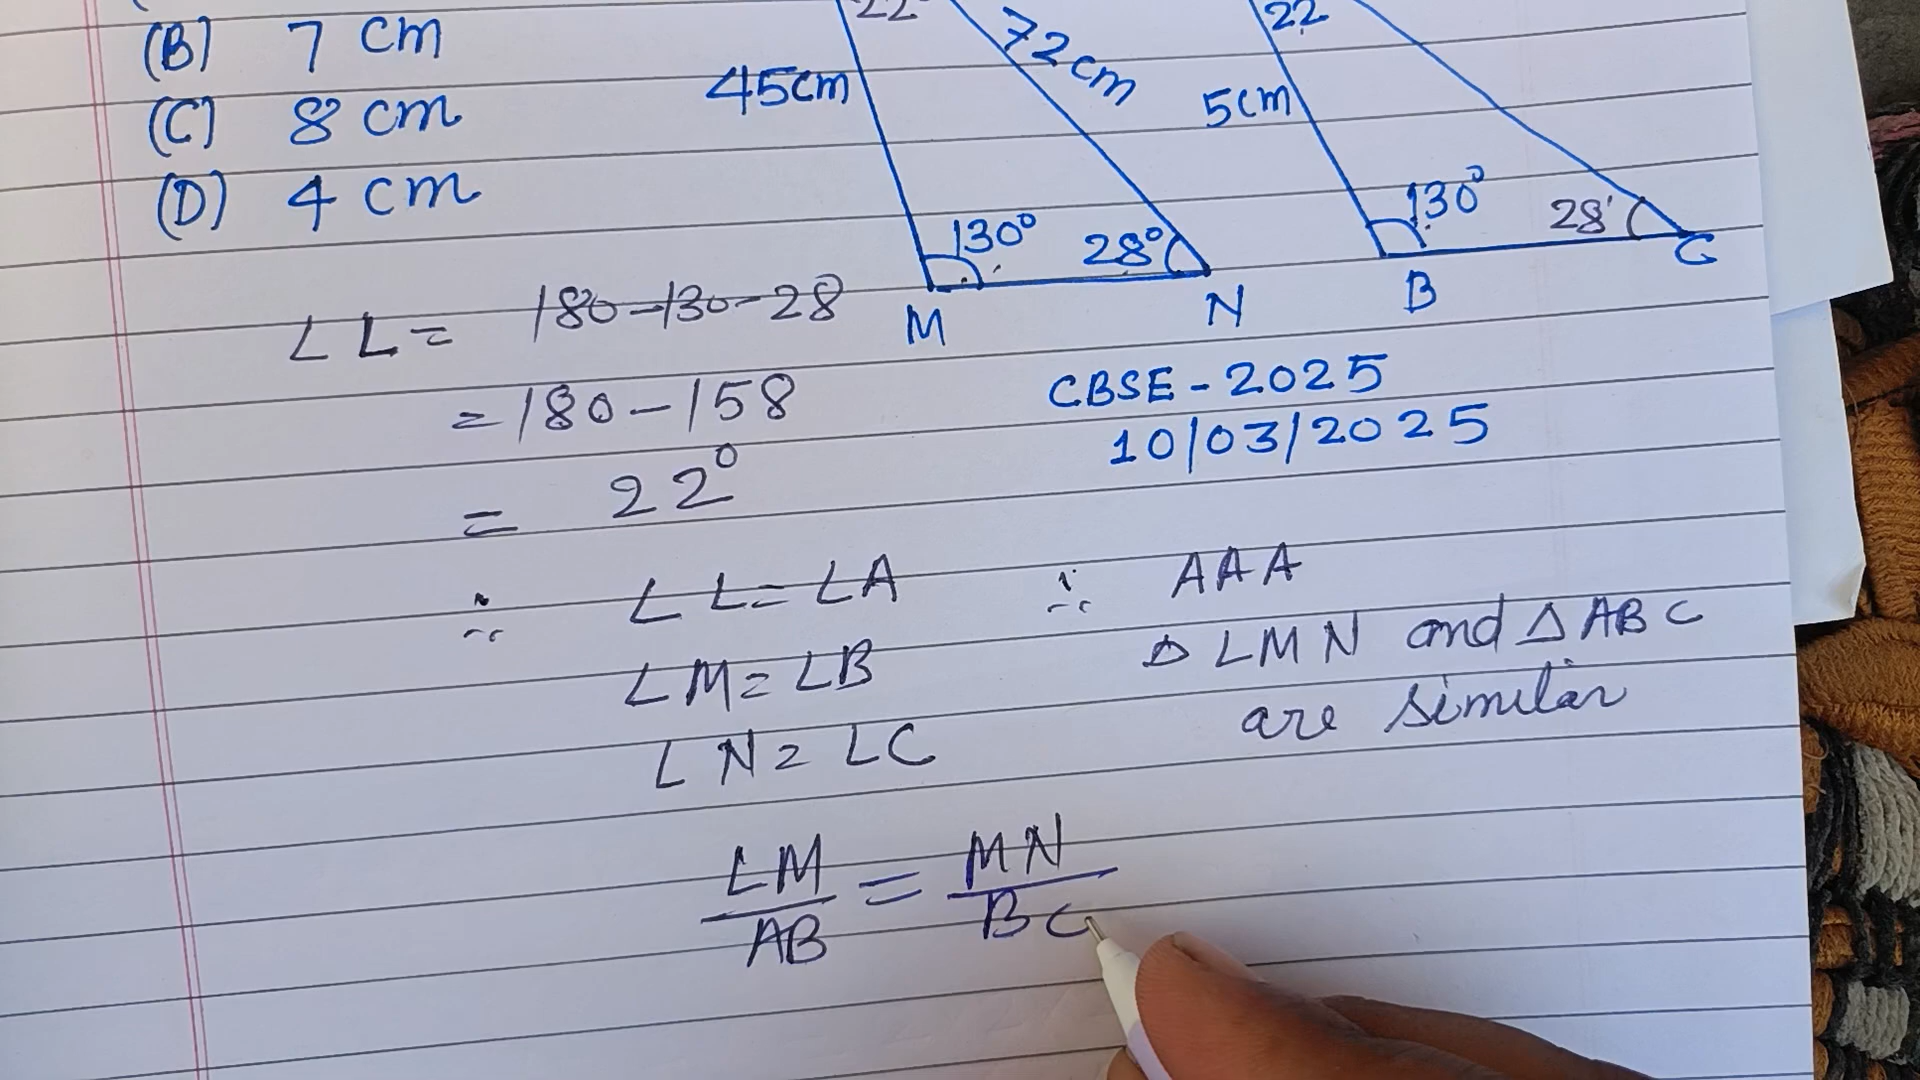 (B) 7 cm
(C) 8 cm
(D) 4 cm
22
72cm
45cm
130° 28°
M N
22
5cm
130° 28°
B C
∠L = 180-130-28
= 180-158
= 22°
CBSE-2025
10/03/2025
∴ ∠L=∠A
∠M=∠B
∠N=∠C
∴ AAA
△LMN and △ABC
are similar
LM/AB = MN/BC